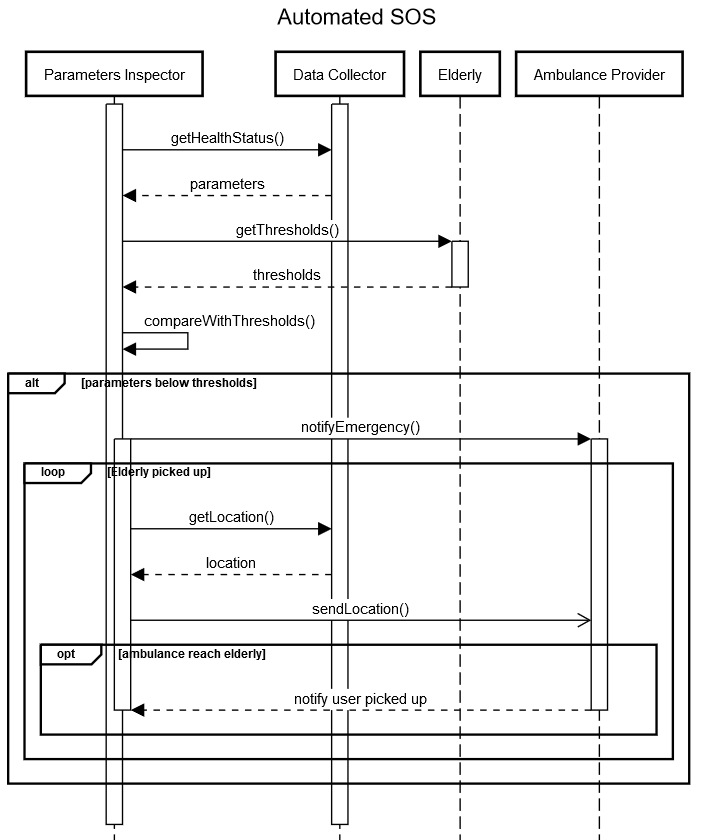 Automated SOS
Parameters Inspector
Data Collector
Elderly
Ambulance Provider
getHealthStatus()
parameters
getThresholds()
thresholds
compareWithThresholds()
alt
[parameters below thresholds]
notifyEmergency()
loop
[Elderly picked up]
getLocation()
location
sendLocation()
opt
[ambulance reach elderly]
notify user picked up